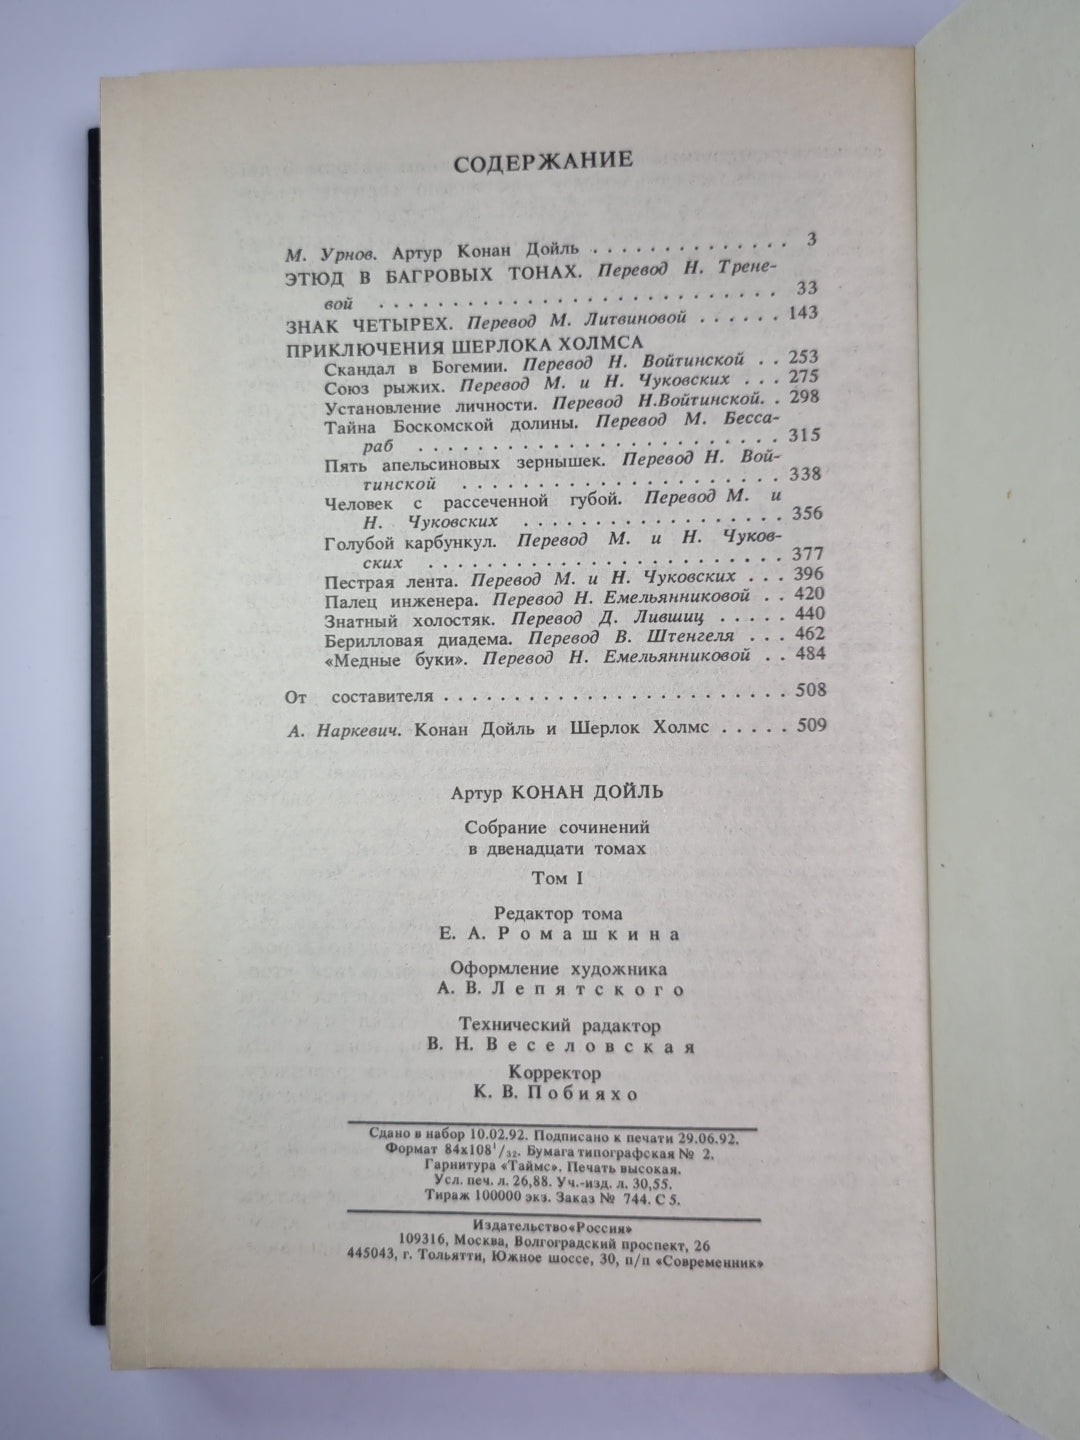 СОДЕРЖАНИЕ
М. Урнов. Артур Конан Дойль . . . . . . . . . . . . . . 3
ЭТЮД В БАГРОВЫХ ТОНАХ. Перевод Н. Трене-
вой . . . . . . . . . . . . . . . . . . . . . . . . . . . 33
ЗНАК ЧЕТЫРЕХ. Перевод М. Литвиновой . . . . . . 143
ПРИКЛЮЧЕНИЯ ШЕРЛОКА ХОЛМСА
Скандал в Богемии. Перевод Н. Войтинской . . 253
Союз рыжих. Перевод М. и Н. Чуковских . . . 275
Установление личности. Перевод Н.Войтинской. . 298
Тайна Боскомской долины. Перевод М. Бесса-
раб . . . . . . . . . . . . . . . . . . . . . . . . . 315
Пять апельсиновых зернышек. Перевод Н. Вой-
тинской . . . . . . . . . . . . . . . . . . . . . . 338
Человек с рассеченной губой. Перевод М. и
Н. Чуковских . . . . . . . . . . . . . . . . . . 356
Голубой карбункул. Перевод М. и Н. Чуков-
ских . . . . . . . . . . . . . . . . . . . . . . . . 377
Пестрая лента. Перевод М. и Н. Чуковских . . . 396
Палец инженера. Перевод Н. Емельянниковой . . 420
Знатный холостяк. Перевод Д. Лившиц . . . . . 440
Берилловая диадема. Перевод В. Штенгеля . . . 462
«Медные буки». Перевод Н. Емельянниковой . . 484
От составителя . . . . . . . . . . . . . . . . . . . . . . . . 508
А. Наркевич. Конан Дойль и Шерлок Холмс . . . . . 509
Артур КОНАН ДОЙЛЬ
Собрание сочинений
в двенадцати томах
Том I
Редактор тома
Е. А. Ромашкина
Оформление художника
А. В. Лепятского
Технический радактор
В. Н. Веселовская
Корректор
К. В. Побияхо
Сдано в набор 10.02.92. Подписано к печати 29.06.92.
Формат 84х108¹/₃₂. Бумага типографская № 2.
Гарнитура «Таймс». Печать высокая.
Усл. печ. л. 26,88. Уч.-изд. л. 30,55.
Тираж 100000 экз. Заказ № 744. С 5.
Издательство«Россия»
109316, Москва, Волгоградский проспект, 26
445043, г. Тольятти, Южное шоссе, 30, п/п «Современник»